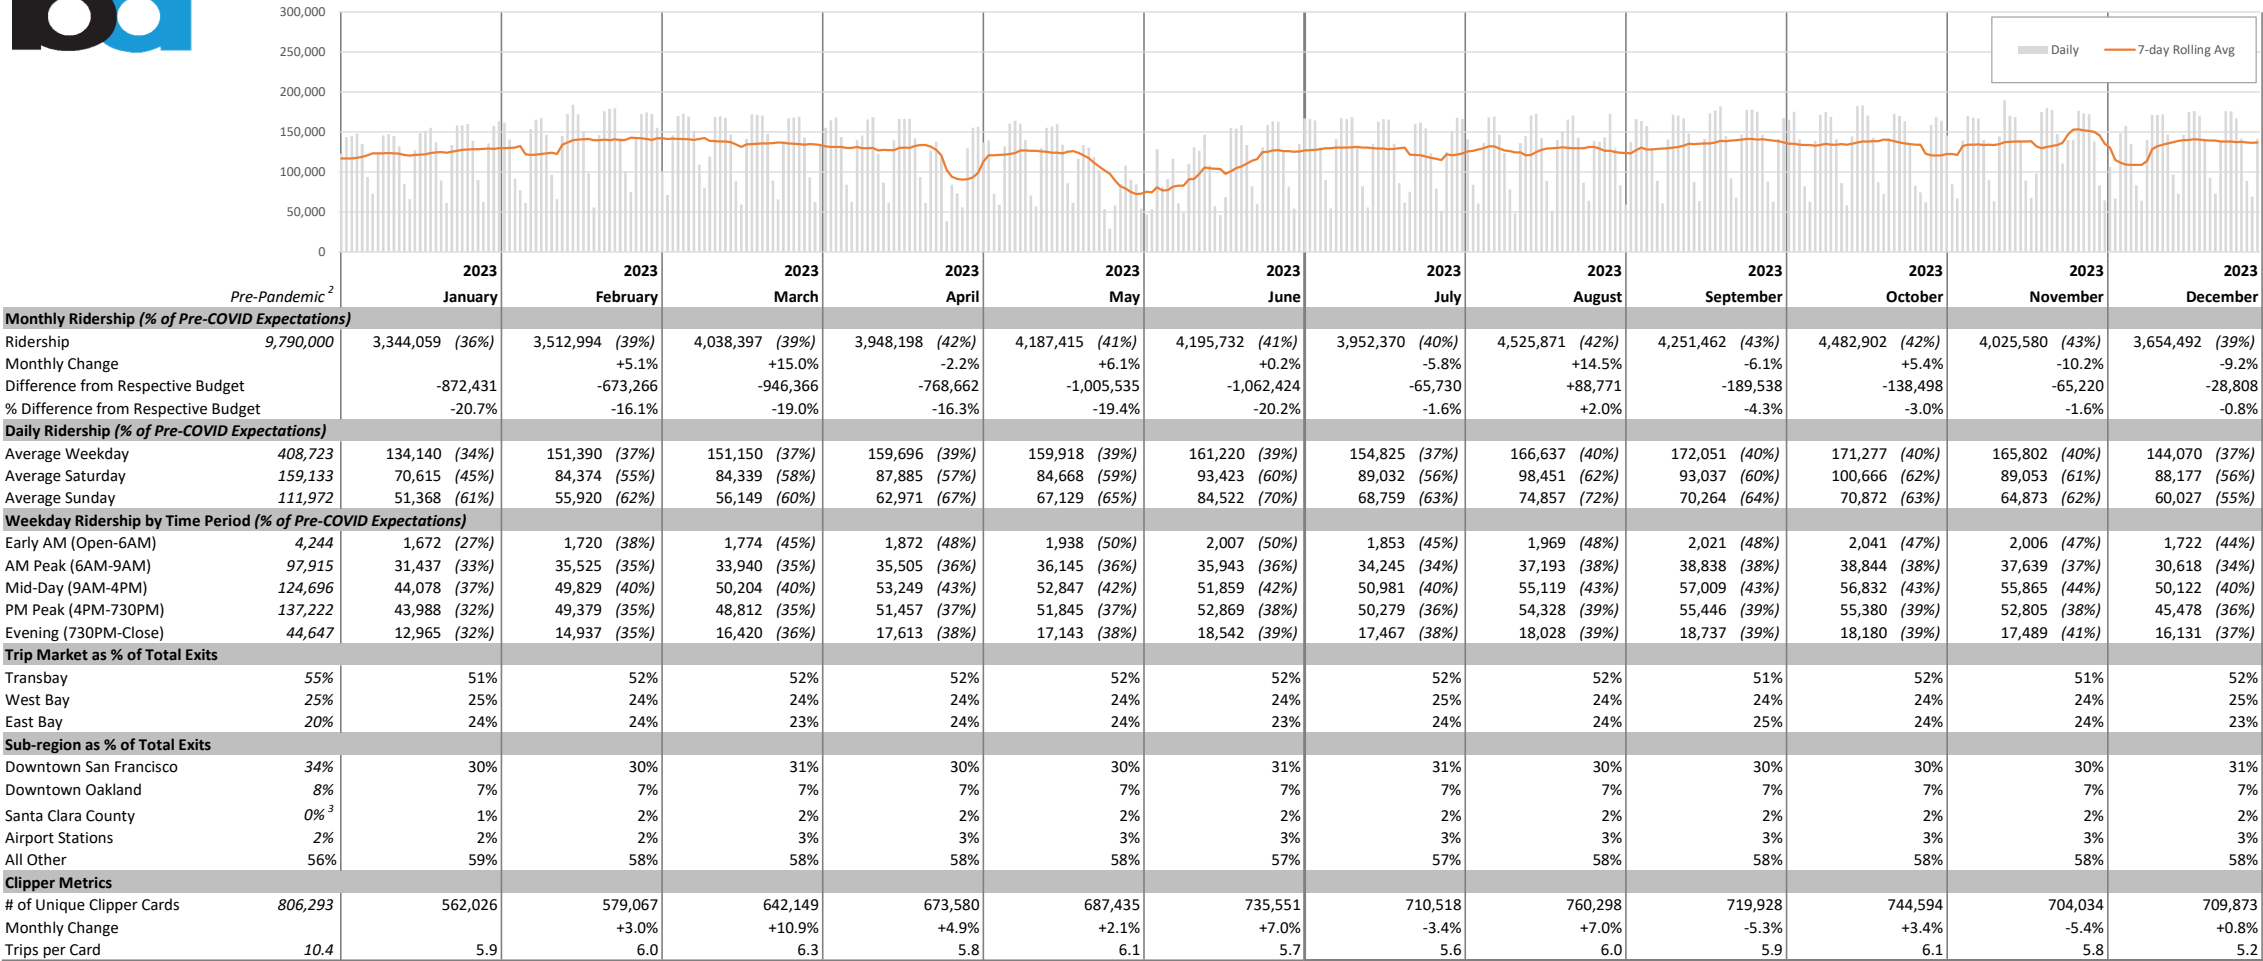 ba
300,000
250,000
200,000
150,000
100,000
50,000
0
Daily 7-day Rolling Avg
2023 2023 2023 2023 2023 2023 2023 2023 2023 2023 2023 2023
Pre-Pandemic 2 January February March April May June July August September October November December
Monthly Ridership (% of Pre-COVID Expectations)
Ridership 9,790,000 3,344,059 (36%) 3,512,994 (39%) 4,038,397 (39%) 3,948,198 (42%) 4,187,415 (41%) 4,195,732 (41%) 3,952,370 (40%) 4,525,871 (42%) 4,251,462 (43%) 4,482,902 (42%) 4,025,580 (43%) 3,654,492 (39%)
Monthly Change +5.1% +15.0% -2.2% +6.1% +0.2% -5.8% +14.5% -6.1% +5.4% -10.2% -9.2%
Difference from Respective Budget -872,431 -673,266 -946,366 -768,662 -1,005,535 -1,062,424 -65,730 +88,771 -189,538 -138,498 -65,220 -28,808
% Difference from Respective Budget -20.7% -16.1% -19.0% -16.3% -19.4% -20.2% -1.6% +2.0% -4.3% -3.0% -1.6% -0.8%
Daily Ridership (% of Pre-COVID Expectations)
Average Weekday 408,723 134,140 (34%) 151,390 (37%) 151,150 (37%) 159,696 (39%) 159,918 (39%) 161,220 (39%) 154,825 (37%) 166,637 (40%) 172,051 (40%) 171,277 (40%) 165,802 (40%) 144,070 (37%)
Average Saturday 159,133 70,615 (45%) 84,374 (55%) 84,339 (58%) 87,885 (57%) 84,668 (59%) 93,423 (60%) 89,032 (56%) 98,451 (62%) 93,037 (60%) 100,666 (62%) 89,053 (61%) 88,177 (56%)
Average Sunday 111,972 51,368 (61%) 55,920 (62%) 56,149 (60%) 62,971 (67%) 67,129 (65%) 84,522 (70%) 68,759 (63%) 74,857 (72%) 70,264 (64%) 70,872 (63%) 64,873 (62%) 60,027 (55%)
Weekday Ridership by Time Period (% of Pre-COVID Expectations)
Early AM (Open-6AM) 4,244 1,672 (27%) 1,720 (38%) 1,774 (45%) 1,872 (48%) 1,938 (50%) 2,007 (50%) 1,853 (45%) 1,969 (48%) 2,021 (48%) 2,041 (47%) 2,006 (47%) 1,722 (44%)
AM Peak (6AM-9AM) 97,915 31,437 (33%) 35,525 (35%) 33,940 (35%) 35,505 (36%) 36,145 (36%) 35,943 (36%) 34,245 (34%) 37,193 (38%) 38,838 (38%) 38,844 (38%) 37,639 (37%) 30,618 (34%)
Mid-Day (9AM-4PM) 124,696 44,078 (37%) 49,829 (40%) 50,204 (40%) 53,249 (43%) 52,847 (42%) 51,859 (42%) 50,981 (40%) 55,119 (43%) 57,009 (43%) 56,832 (43%) 55,865 (44%) 50,122 (40%)
PM Peak (4PM-730PM) 137,222 43,988 (32%) 49,379 (35%) 48,812 (35%) 51,457 (37%) 51,845 (37%) 52,869 (38%) 50,279 (36%) 54,328 (39%) 55,446 (39%) 55,380 (39%) 52,805 (38%) 45,478 (36%)
Evening (730PM-Close) 44,647 12,965 (32%) 14,937 (35%) 16,420 (36%) 17,613 (38%) 17,143 (38%) 18,542 (39%) 17,467 (38%) 18,028 (39%) 18,737 (39%) 18,180 (39%) 17,489 (41%) 16,131 (37%)
Trip Market as % of Total Exits
Transbay 55% 51% 52% 52% 52% 52% 52% 52% 52% 51% 52% 51% 52%
West Bay 25% 25% 24% 24% 24% 24% 24% 25% 24% 24% 24% 24% 25%
East Bay 20% 24% 24% 23% 24% 24% 23% 24% 24% 25% 24% 24% 23%
Sub-region as % of Total Exits
Downtown San Francisco 34% 30% 30% 31% 30% 30% 31% 31% 30% 30% 30% 30% 31%
Downtown Oakland 8% 7% 7% 7% 7% 7% 7% 7% 7% 7% 7% 7% 7%
Santa Clara County 0% 3 1% 2% 2% 2% 2% 2% 2% 2% 2% 2% 2% 2%
Airport Stations 2% 2% 2% 3% 3% 3% 3% 3% 3% 3% 3% 3% 3%
All Other 56% 59% 58% 58% 58% 58% 57% 57% 58% 58% 58% 58% 58%
Clipper Metrics
# of Unique Clipper Cards 806,293 562,026 579,067 642,149 673,580 687,435 735,551 710,518 760,298 719,928 744,594 704,034 709,873
Monthly Change +3.0% +10.9% +4.9% +2.1% +7.0% -3.4% +7.0% -5.3% +3.4% -5.4% +0.8%
Trips per Card 10.4 5.9 6.0 6.3 5.8 6.1 5.7 5.6 6.0 5.9 6.1 5.8 5.2